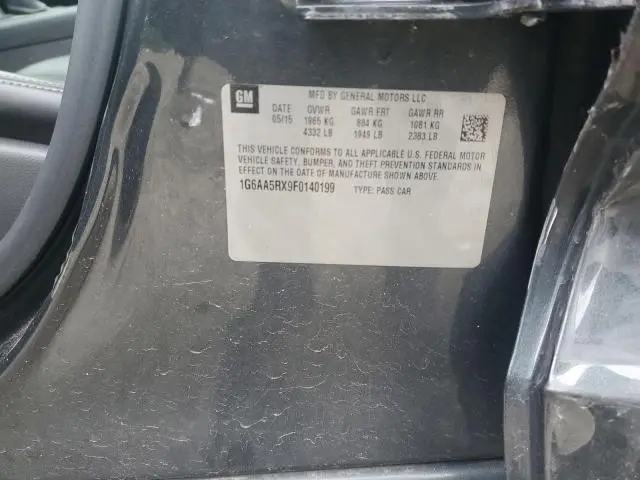 GM
MFG BY GENERAL MOTORS LLC
DATE GVWR GAWR FRT GAWR RR
05/15 1965 KG 884 KG 1081 KG
4332 LB 1949 LB 2383 LB
THIS VEHICLE CONFORMS TO ALL APPLICABLE U.S. FEDERAL MOTOR
VEHICLE SAFETY, BUMPER, AND THEFT PREVENTION STANDARDS IN
EFFECT ON THE DATE OF MANUFACTURE SHOWN ABOVE.
1G6AA5RX9F0140199 TYPE: PASS CAR